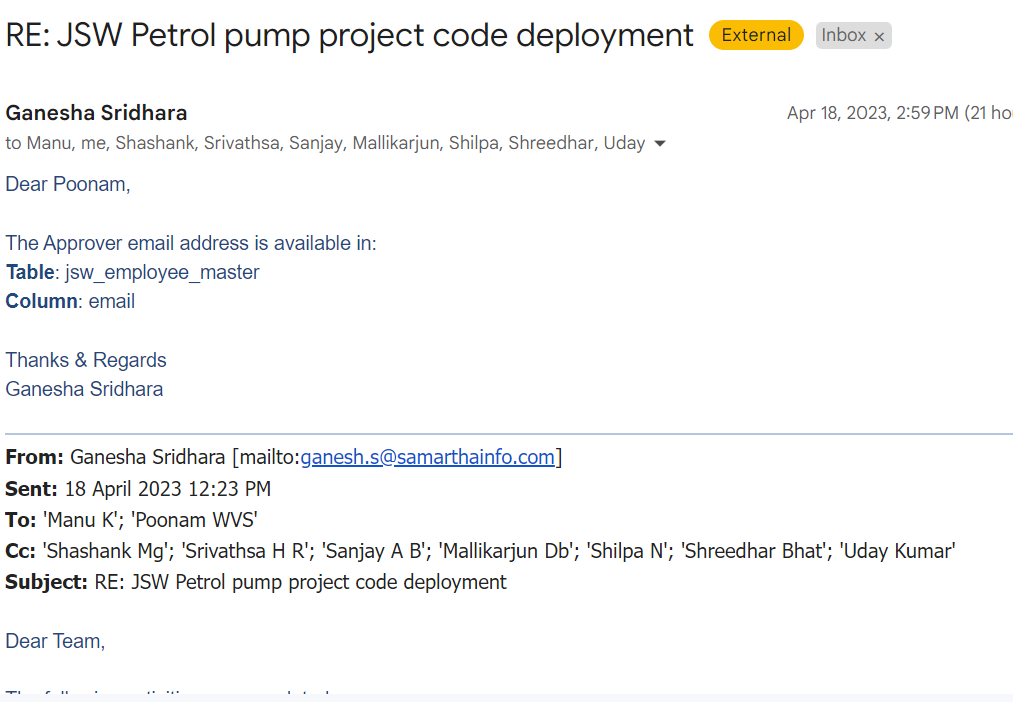 RE: JSW Petrol pump project code deployment External Inbox ×
Ganesha Sridhara Apr 18, 2023, 2:59 PM (21
to Manu, me, Shashank, Srivathsa, Sanjay, Mallikarjun, Shilpa, Shreedhar, Uday
Dear Poonam,
The Approver email address is available in:
Table: jsw_employee_master
Column: email
Thanks & Regards
Ganesha Sridhara
From: Ganesha Sridhara [mailto:ganesh.s@samarthainfo.com]
Sent: 18 April 2023 12:23 PM
To: 'Manu K'; 'Poonam WVS'
Cc: 'Shashank Mg'; 'Srivathsa H R'; 'Sanjay A B'; 'Mallikarjun Db'; 'Shilpa N'; 'Shreedhar Bhat'; 'Uday Kumar'
Subject: RE: JSW Petrol pump project code deployment
Dear Team,